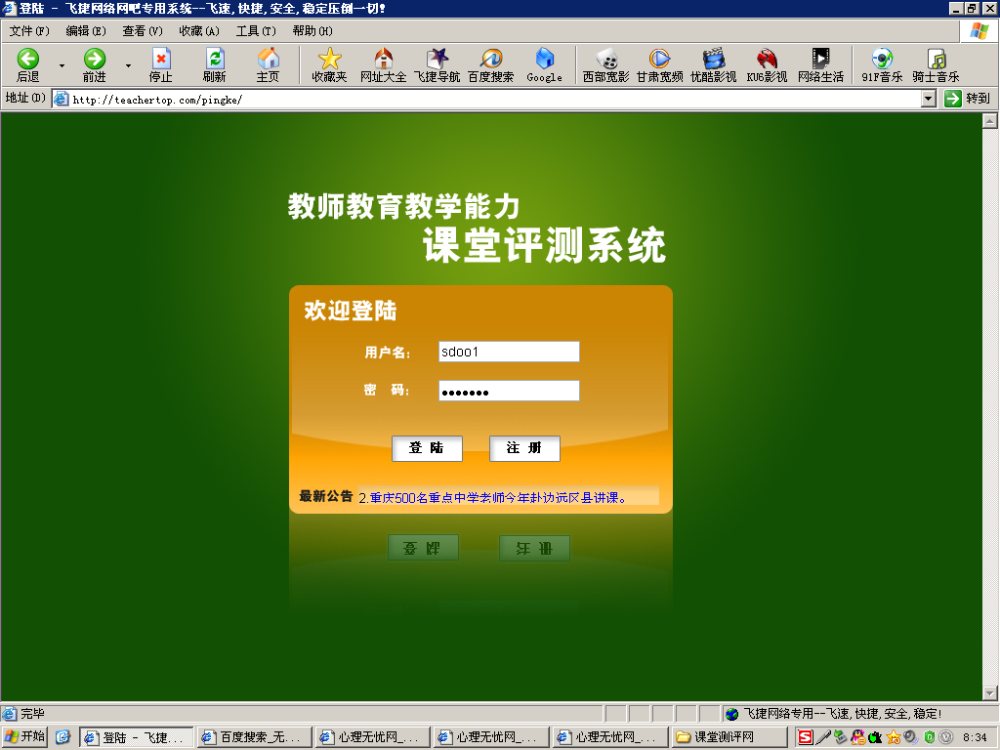 登陆 - 飞捷网络网吧专用系统--飞速,快捷,安全,稳定压倒一切!
文件(F) 编辑(E) 查看(V) 收藏(A) 工具(T) 帮助(H)
后退 前进 停止 刷新 主页 收藏夹 网址大全 飞捷导航 百度搜索 Google 西部宽影 甘肃宽频 优酷影视 KU6影视 网络生活 91F音乐 骑士音乐
地址(D) http://teachertop.com/pingke/ 转到
教师教育教学能力
课堂评测系统
欢迎登陆
用户名: sdoo1
密 码: ●●●●●●●
登 陆 注 册
最新公告 2.重庆500名重点中学老师今年赴边远区县讲课。
登 陆 注 册
完毕 飞捷网络专用--飞速,快捷,安全,稳定!
开始 登陆 - 飞捷... 百度搜索_无... 心理无忧网_... 心理无忧网_... 心理无忧网_... 课堂测评网 8:34